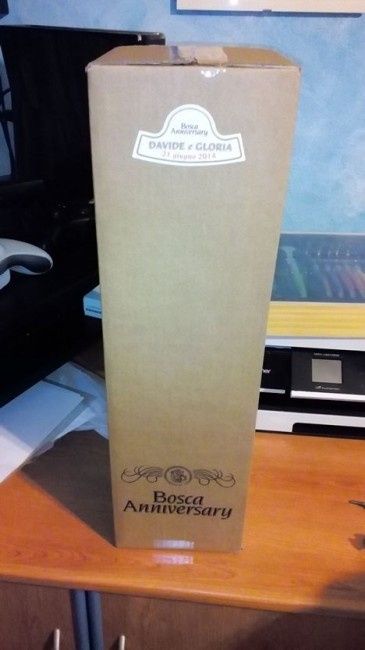 Bosca
Anniversary
DAVIDE e GLORIA
21 giugno 2014
Bosca
Anniversary